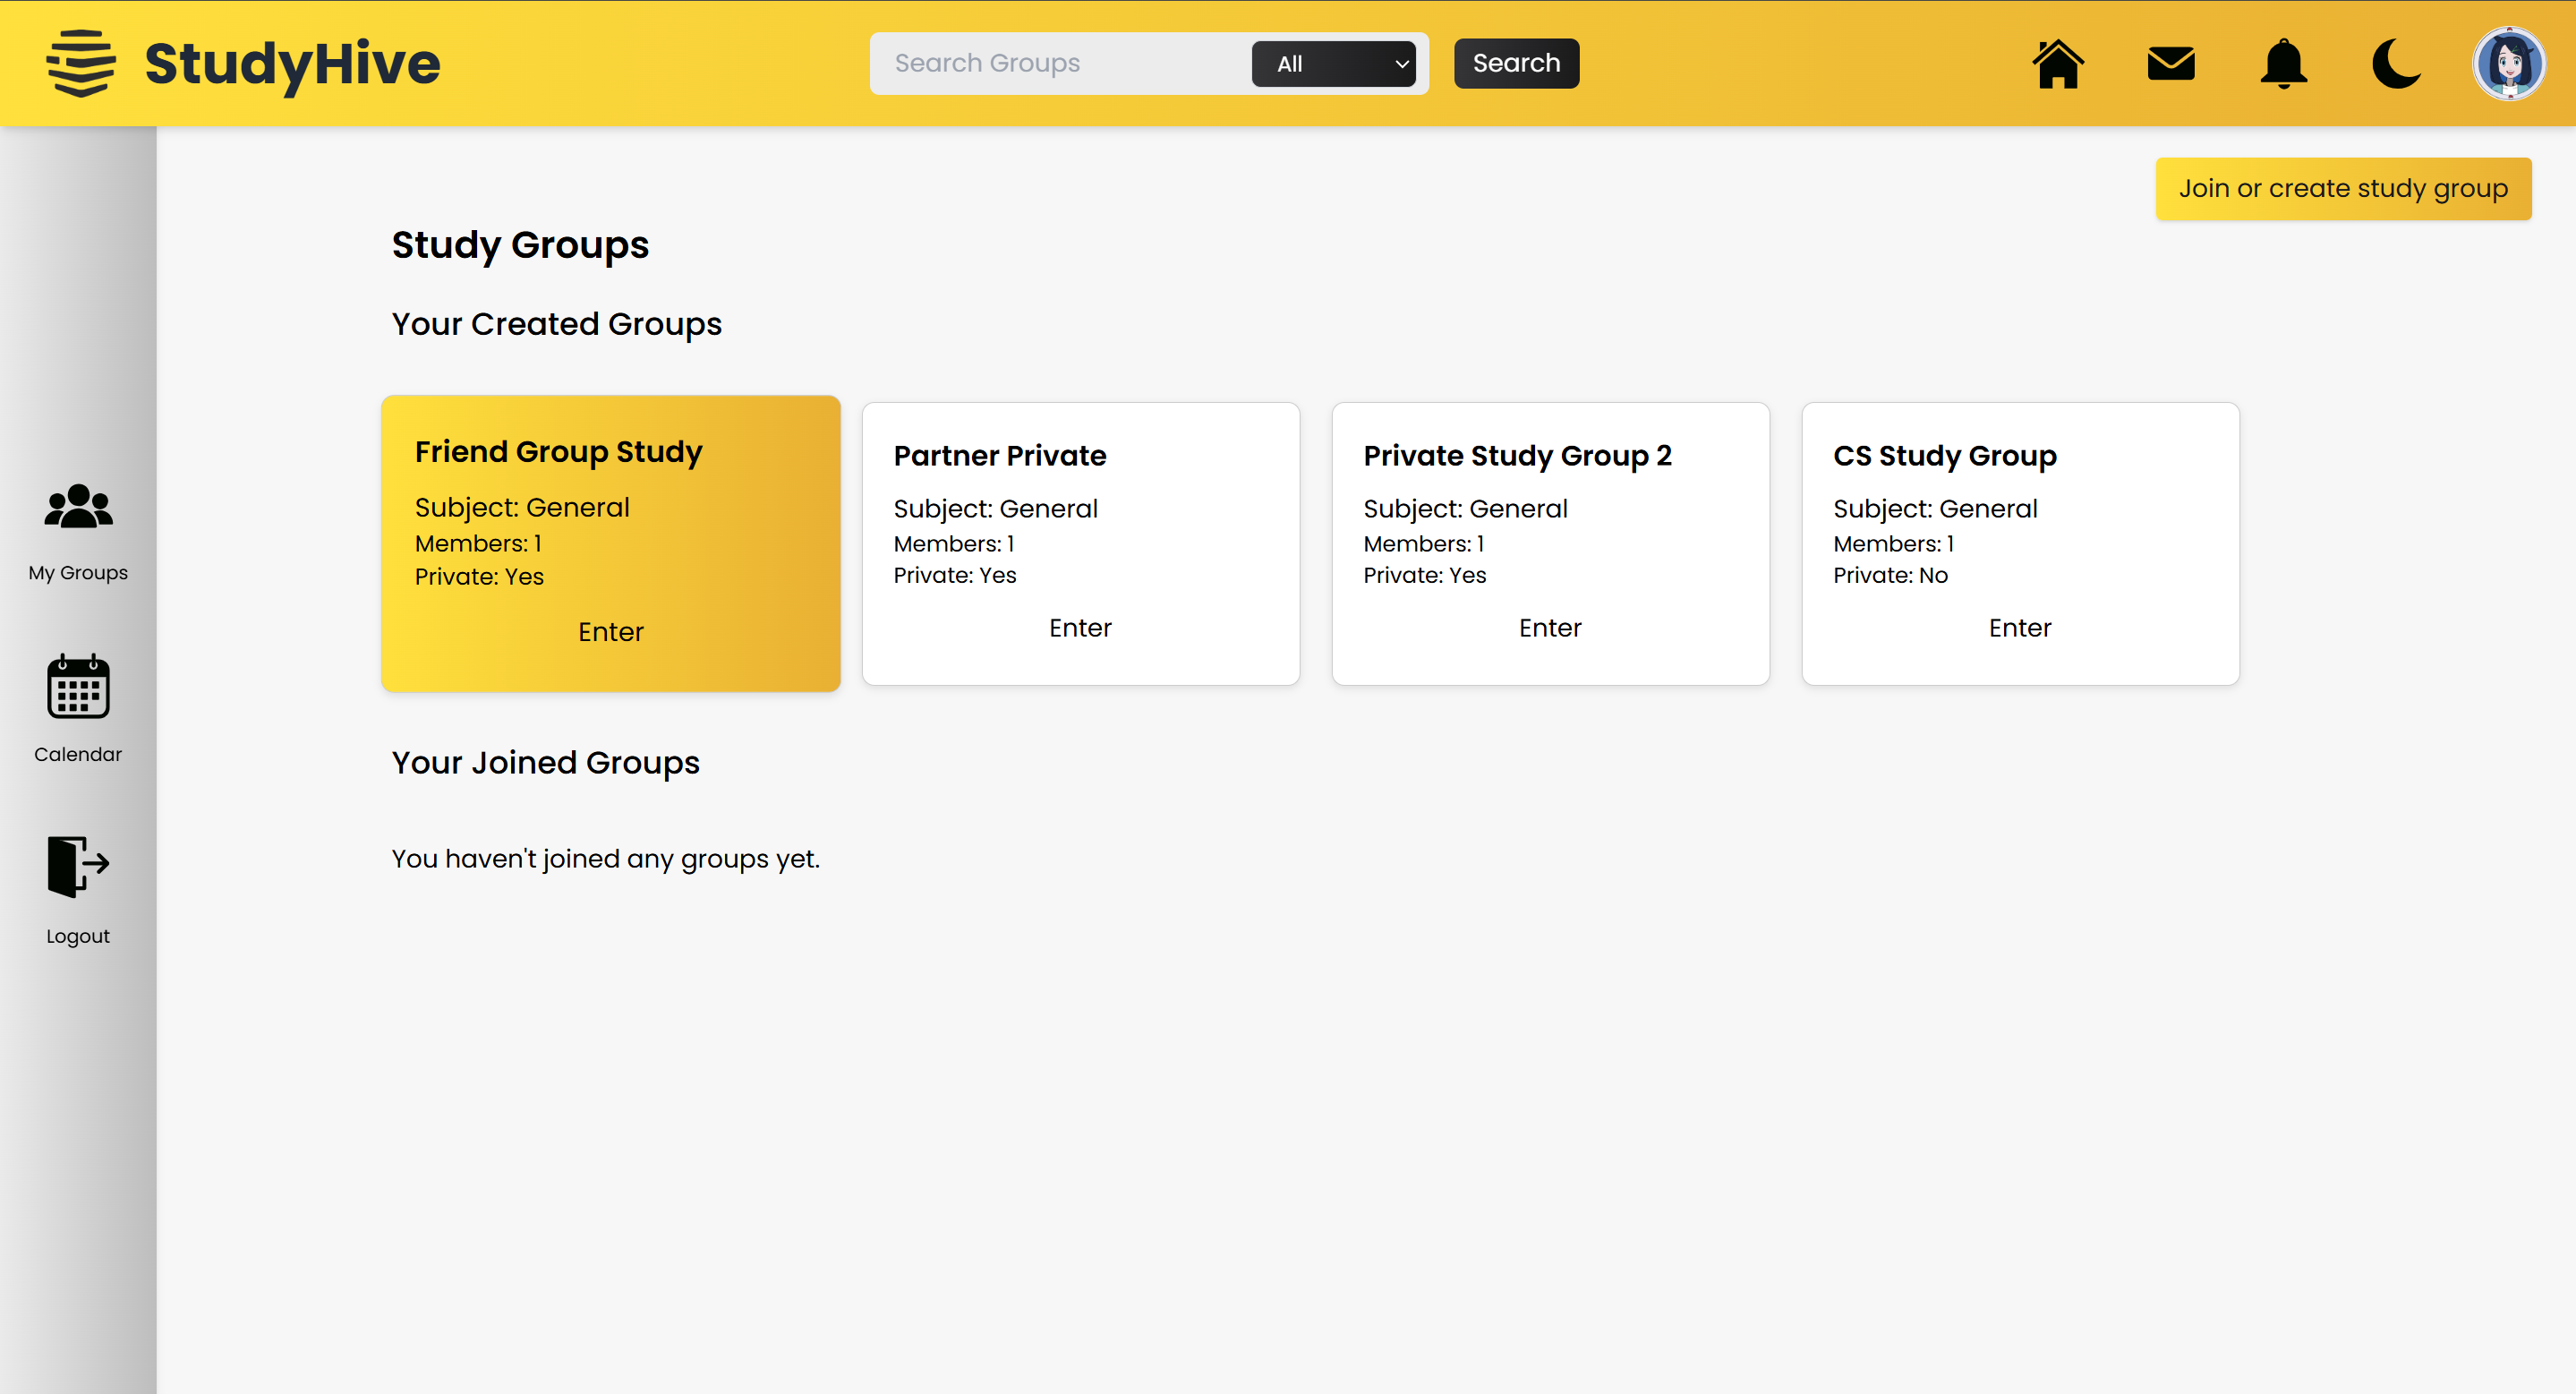 StudyHive
Search Groups
All
Search
Join or create study group
Study Groups
Your Created Groups
Friend Group Study
Subject: General
Members: 1
Private: Yes
Enter
Partner Private
Subject: General
Members: 1
Private: Yes
Enter
Private Study Group 2
Subject: General
Members: 1
Private: Yes
Enter
CS Study Group
Subject: General
Members: 1
Private: No
Enter
Your Joined Groups
You haven't joined any groups yet.
My Groups
Calendar
Logout